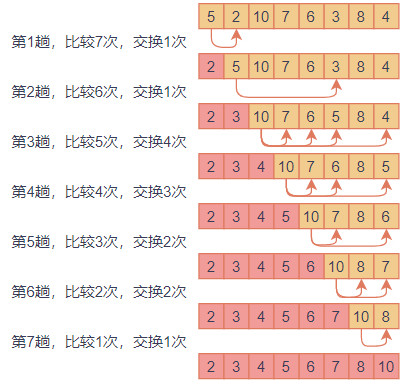 5 2 10 7 6 3 8 4
第1趟，比较7次，交换1次
2 5 10 7 6 3 8 4
第2趟，比较6次，交换1次
2 3 10 7 6 5 8 4
第3趟，比较5次，交换4次
2 3 4 10 7 6 8 5
第4趟，比较4次，交换3次
2 3 4 5 10 7 8 6
第5趟，比较3次，交换2次
2 3 4 5 6 10 8 7
第6趟，比较2次，交换2次
2 3 4 5 6 7 10 8
第7趟，比较1次，交换1次
2 3 4 5 6 7 8 10